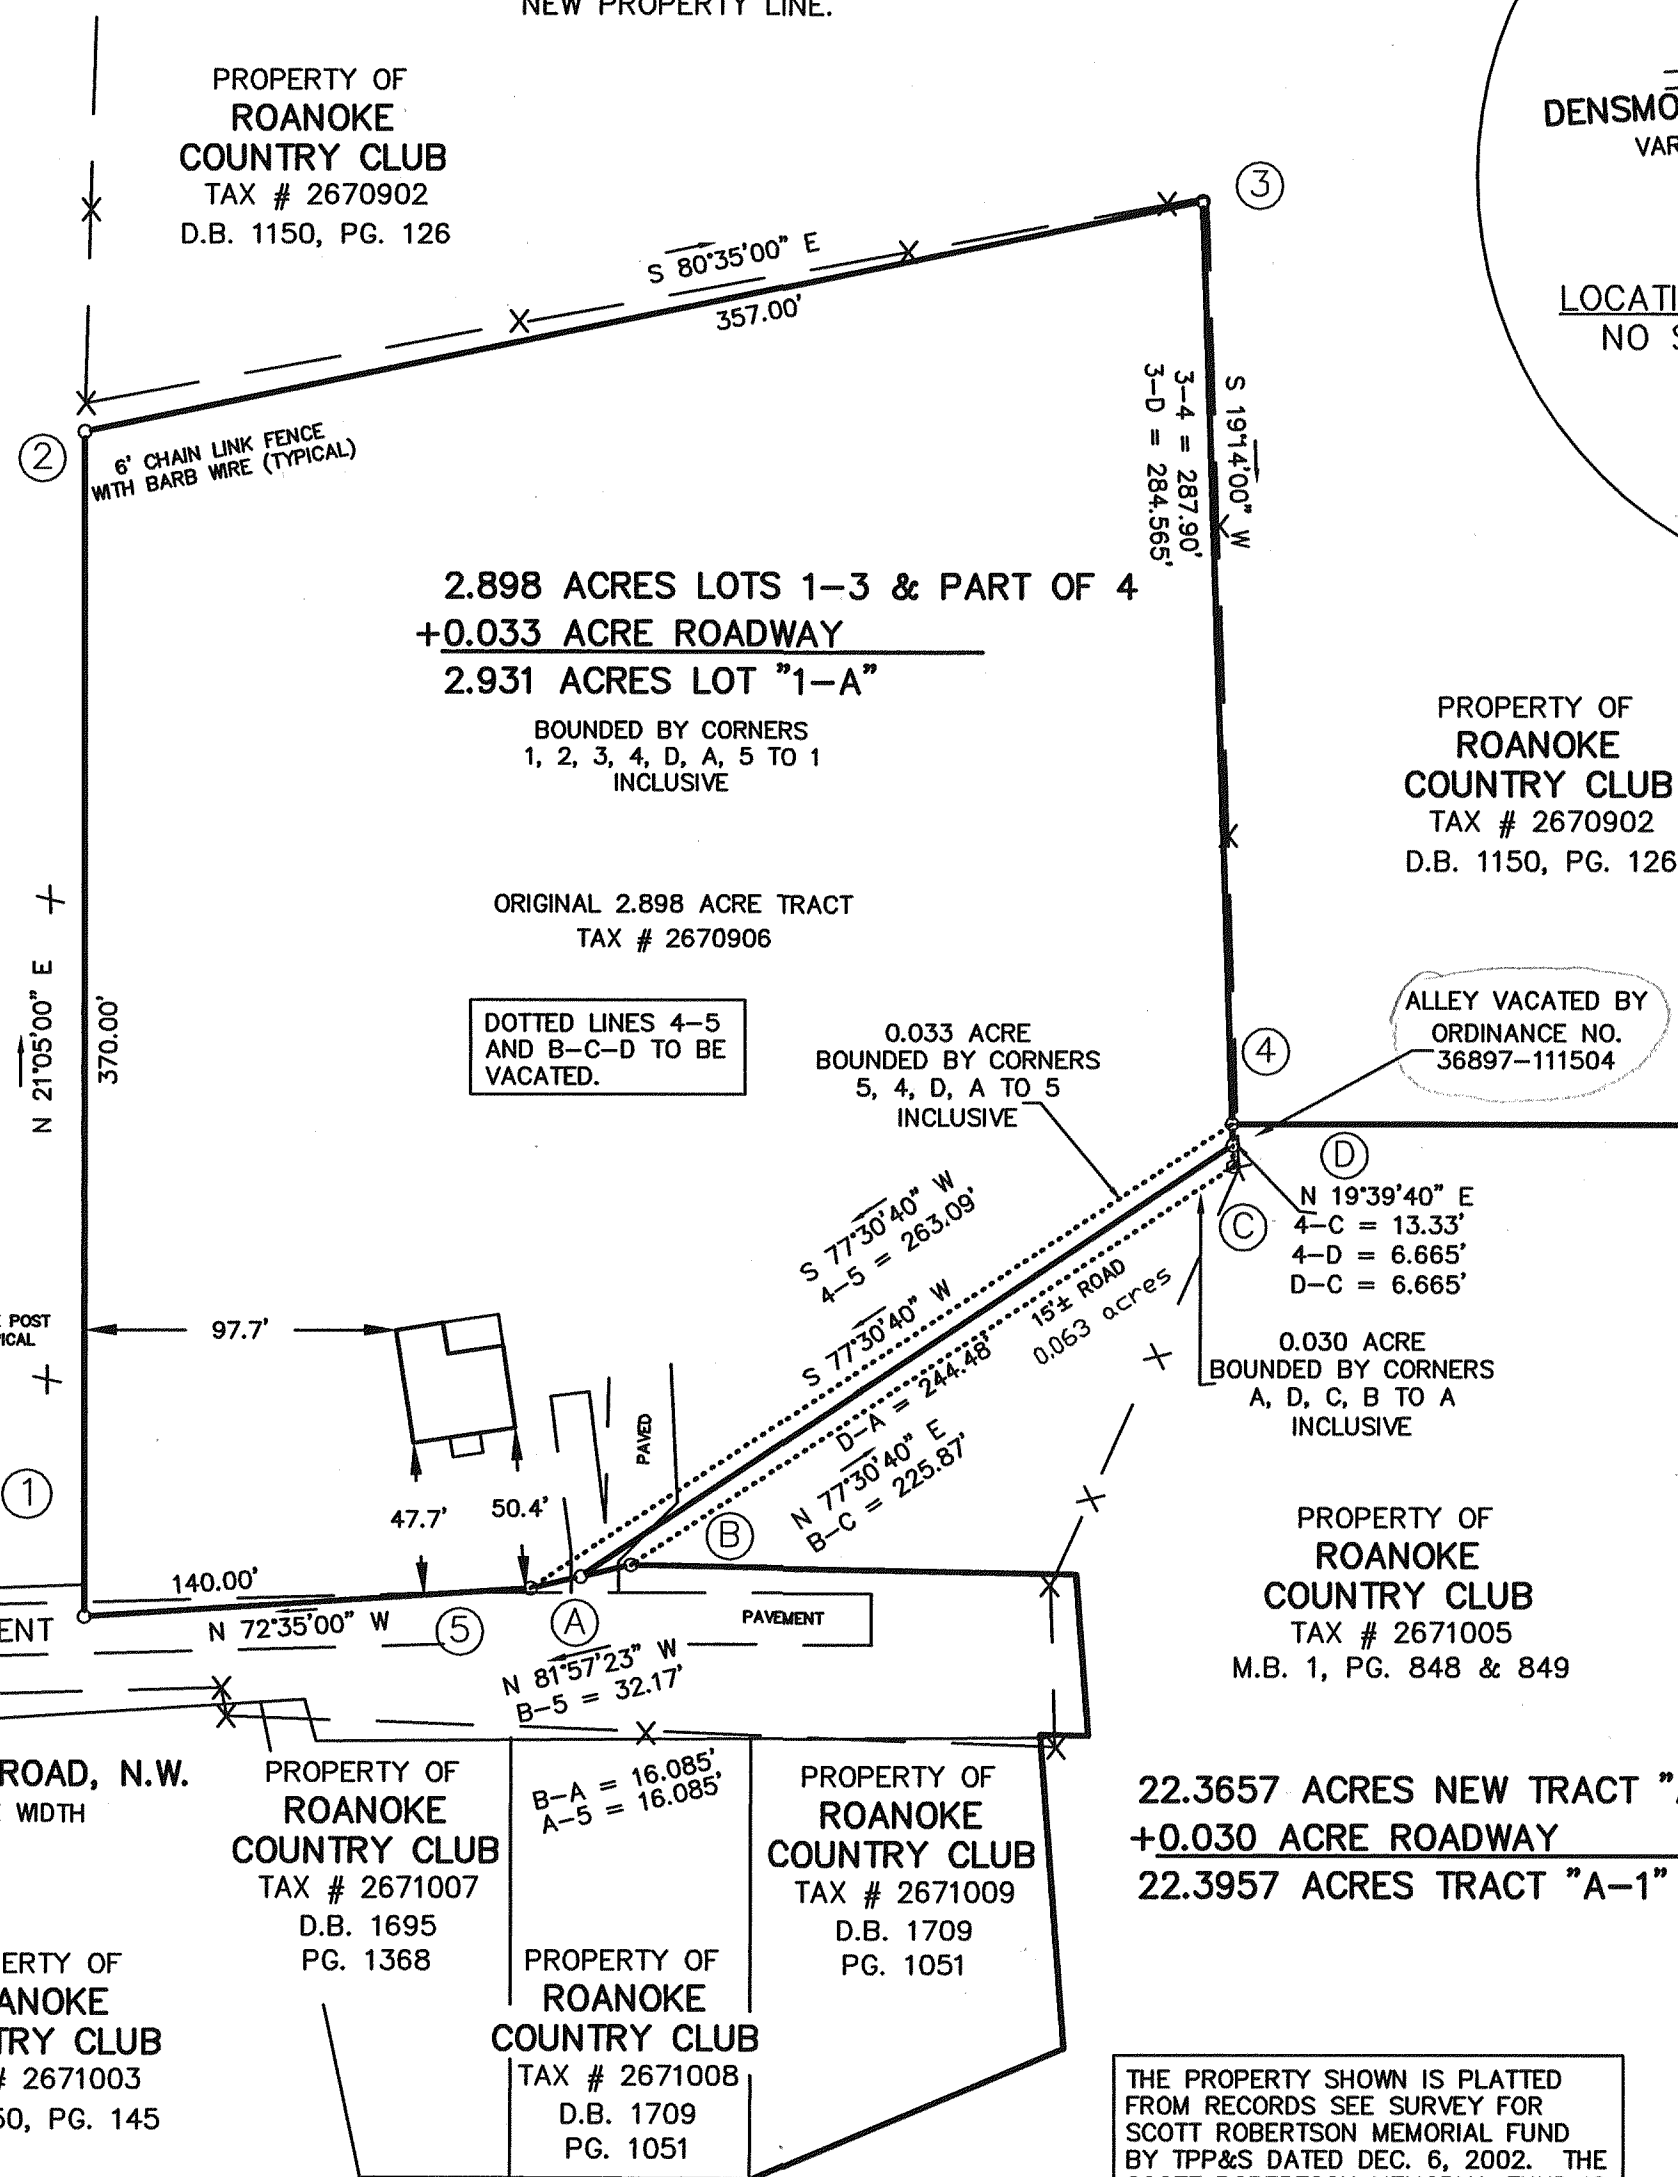 NEW PROPERTY LINE.
PROPERTY OF
ROANOKE
COUNTRY CLUB
TAX # 2670902
D.B. 1150, PG. 126
3
S 80°35'00" E
357.00'
2
6' CHAIN LINK FENCE
WITH BARB WIRE (TYPICAL)
S 19°14'00" W
3-4 = 287.90'
3-D = 284.565'
NO
2.898 ACRES LOTS 1-3 & PART OF 4
+0.033 ACRE ROADWAY
2.931 ACRES LOT "1-A"
BOUNDED BY CORNERS
1, 2, 3, 4, D, A, 5 TO 1
INCLUSIVE
PROPERTY OF
ROANOKE
COUNTRY CLUB
TAX # 2670902
D.B. 1150, PG. 126
ORIGINAL 2.898 ACRE TRACT
TAX # 2670906
N 21°05'00" E
370.00'
DOTTED LINES 4-5
AND B-C-D TO BE
VACATED.
0.033 ACRE
BOUNDED BY CORNERS
5, 4, D, A TO 5
INCLUSIVE
4
ALLEY VACATED BY
ORDINANCE NO.
36897-111504
D
C
N 19°39'40" E
4-C = 13.33'
4-D = 6.665'
D-C = 6.665'
S 77°30'40" W
4-5 = 263.09'
S 77°30'40" W
15'± ROAD
0.063 acres
D-A = 244.48'
N 77°30'40" E
B-C = 225.87'
0.030 ACRE
BOUNDED BY CORNERS
A, D, C, B TO A
INCLUSIVE
POST
97.7'
PAVED
1
47.7'
50.4'
B
140.00'
N 72°35'00" W
5
A
PAVEMENT
N 81°57'23" W
B-5 = 32.17'
B-A = 16.085'
A-5 = 16.085'
PROPERTY OF
ROANOKE
COUNTRY CLUB
TAX # 2671005
M.B. 1, PG. 848 & 849
ROAD, N.W.
WIDTH
PROPERTY OF
ROANOKE
COUNTRY CLUB
TAX # 2671007
D.B. 1695
PG. 1368
PROPERTY OF
ROANOKE
COUNTRY CLUB
TAX # 2671009
D.B. 1709
PG. 1051
22.3657 ACRES NEW TRACT
+0.030 ACRE ROADWAY
22.3957 ACRES TRACT "A-1"
PROPERTY OF
ROANOKE
COUNTRY CLUB
TAX # 2671008
D.B. 1709
PG. 1051
OF
CLUB
# 2671003
PG. 145
THE PROPERTY SHOWN IS PLATTED
FROM RECORDS SEE SURVEY FOR
SCOTT ROBERTSON MEMORIAL FUND
BY TPP&S DATED DEC. 6, 2002. THE